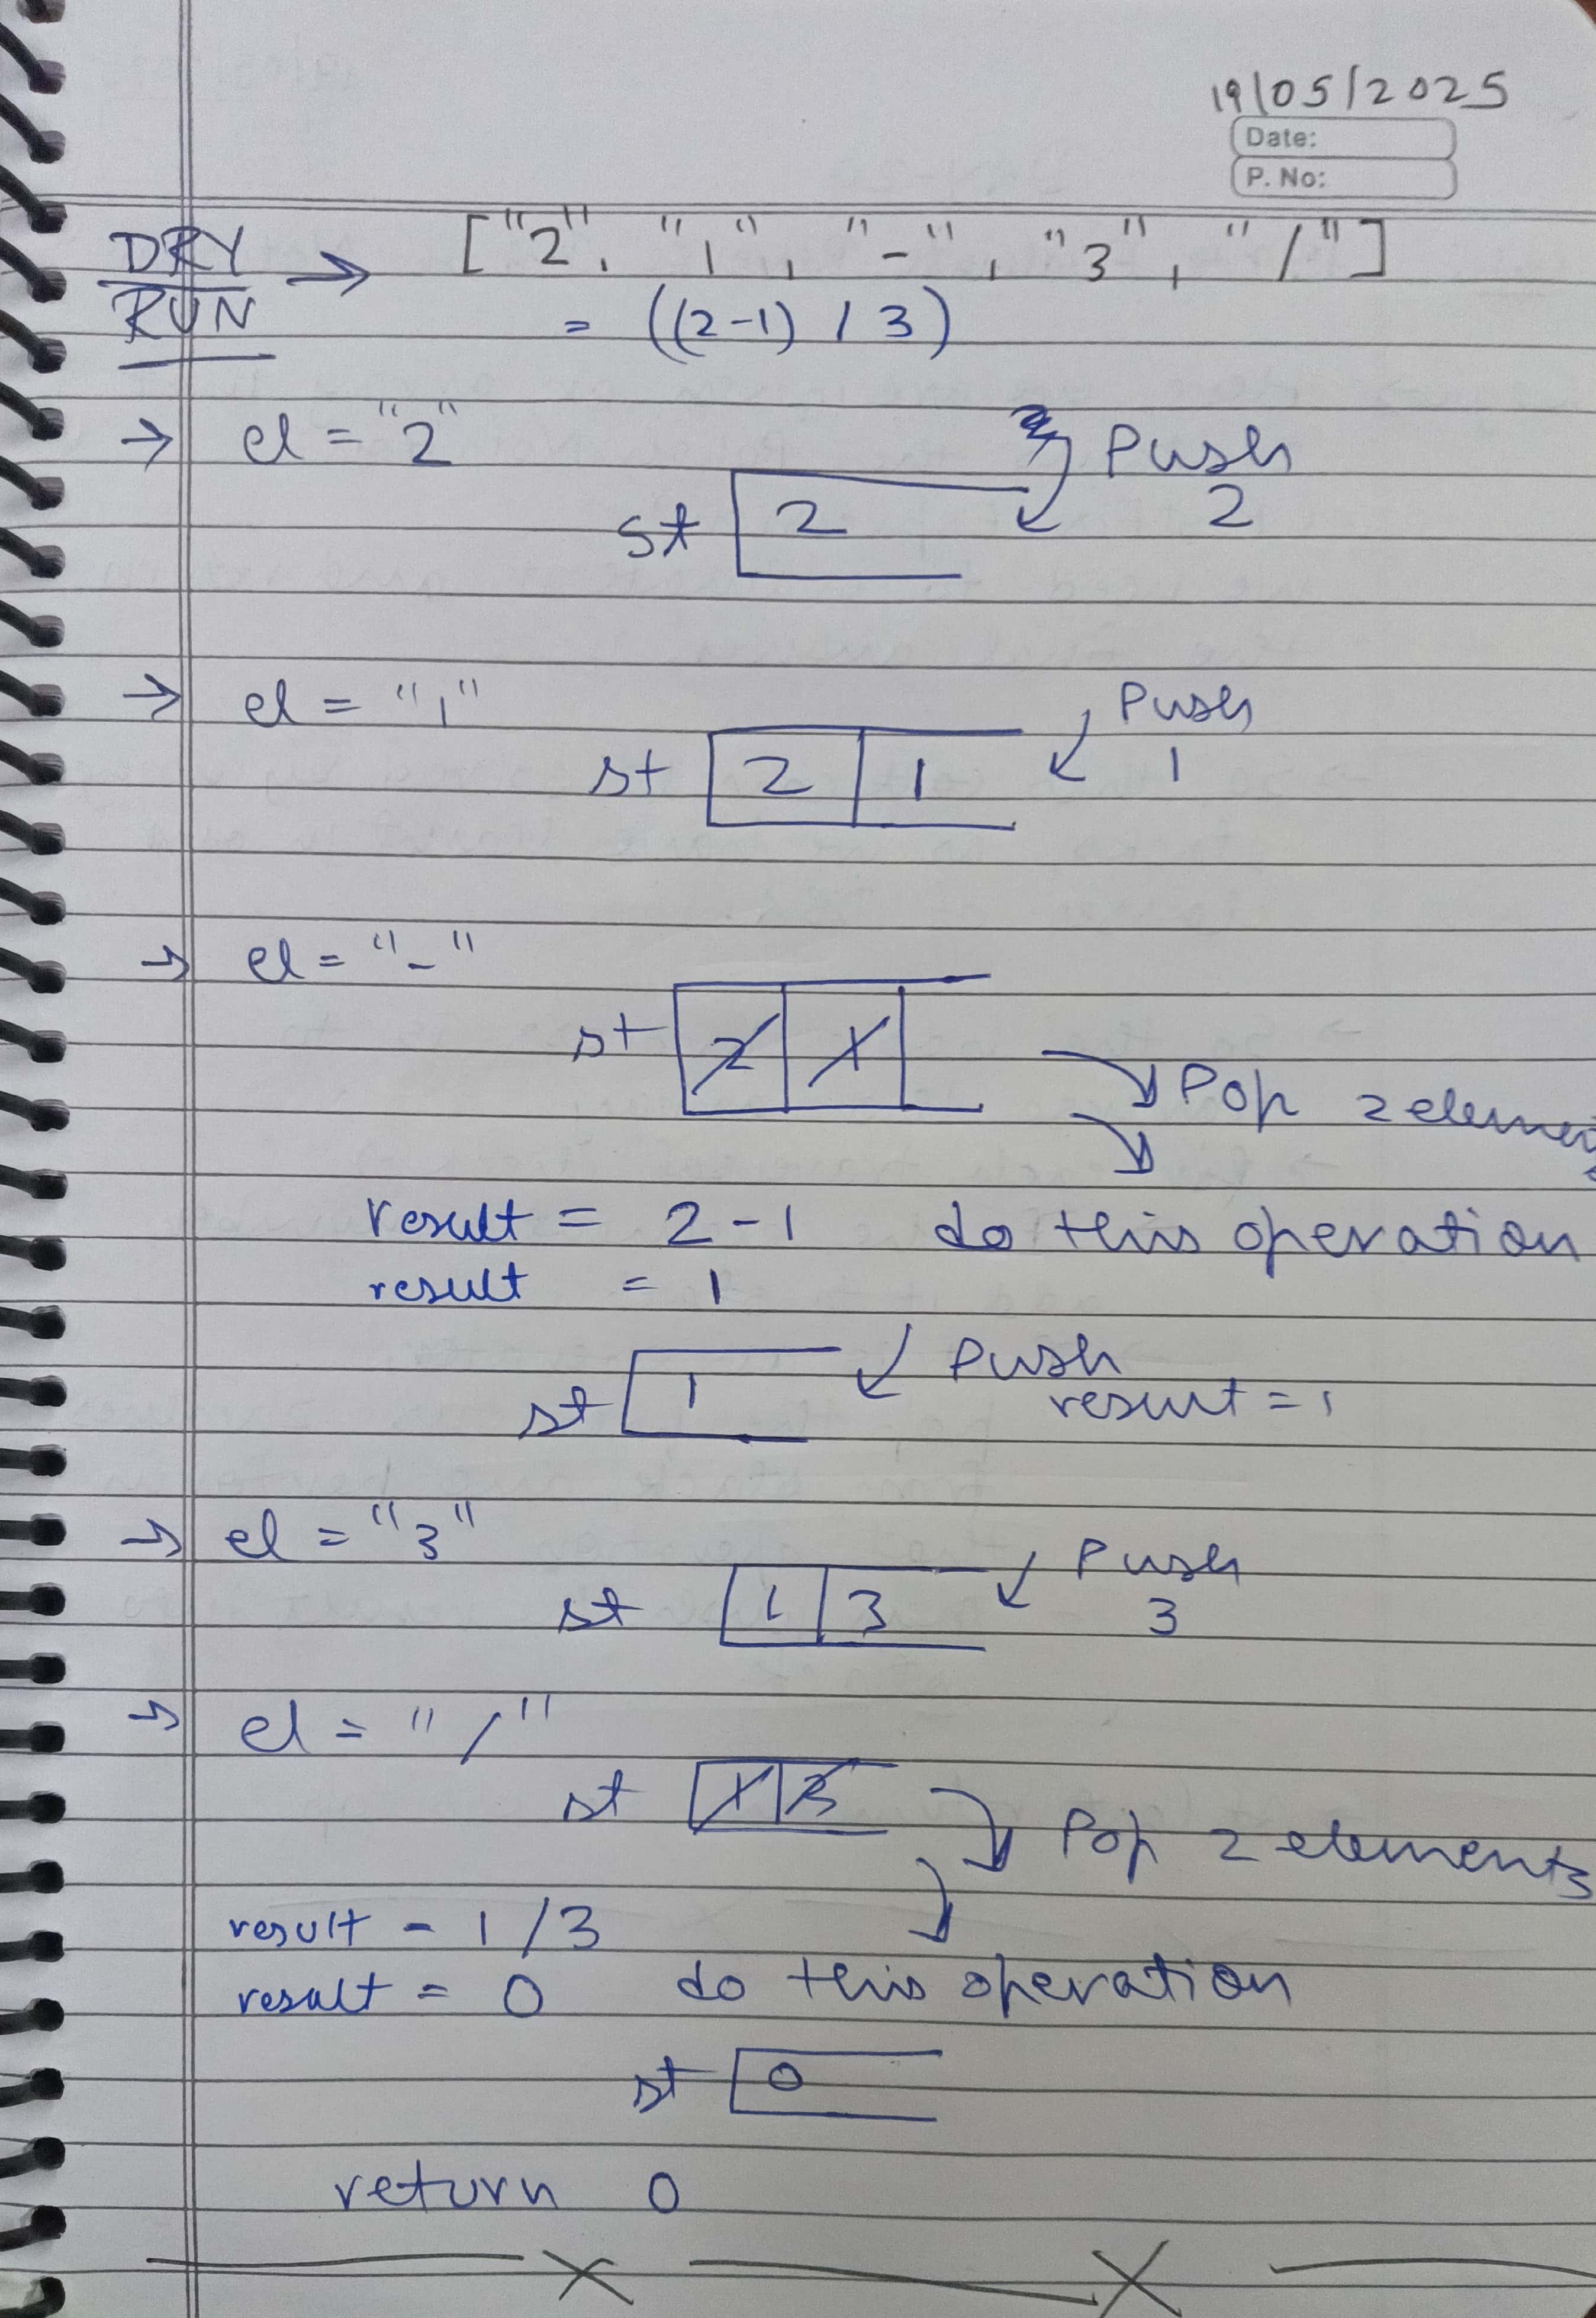 19/05/2025
Date:
P. No:
DRY
RUN
→ ["2", "1", "-", "3", "/"]
= ((2-1) / 3)
→ el = "2"
Push
2
st 2
→ el = "1"
Push
1
st 2 1
→ el = "-"
st 2 1
Pop 2
result = 2 - 1 do this operation
result = 1
Push
result = 1
st 1
→ el = "3"
Push
3
st 1 3
→ el = "/"
st 1 3
Pop 2 elements
result = 1/3
result = 0 do this operation
st 0
return 0